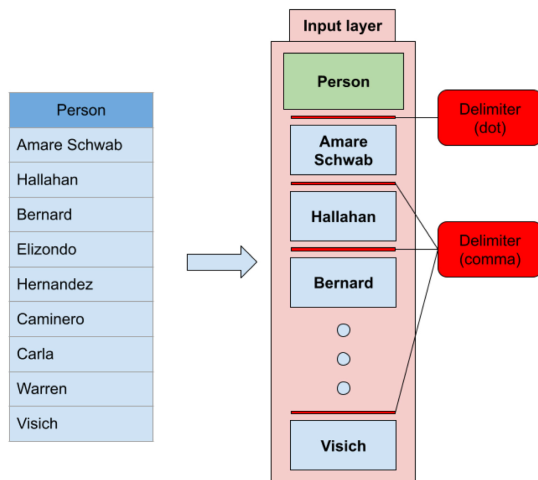 Input layer
Person
Amare Schwab
Hallahan
Bernard
Elizondo
Hernandez
Caminero
Carla
Warren
Visich
Person
Amare
Schwab
Hallahan
Bernard
Visich
Delimiter
(dot)
Delimiter
(comma)